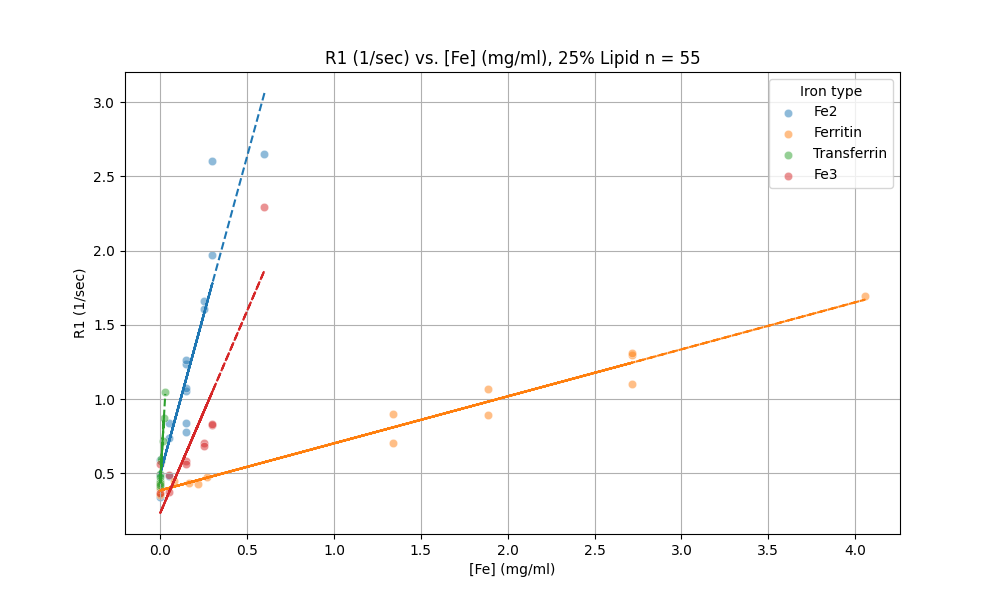 R1 (1/sec) vs. [Fe] (mg/ml), 25% Lipid n = 55
Iron type
Fe2
Ferritin
Transferrin
Fe3
R1 (1/sec)
3.0
2.5
2.0
1.5
1.0
0.5
0.0 0.5 1.0 1.5 2.0 2.5 3.0 3.5 4.0
[Fe] (mg/ml)